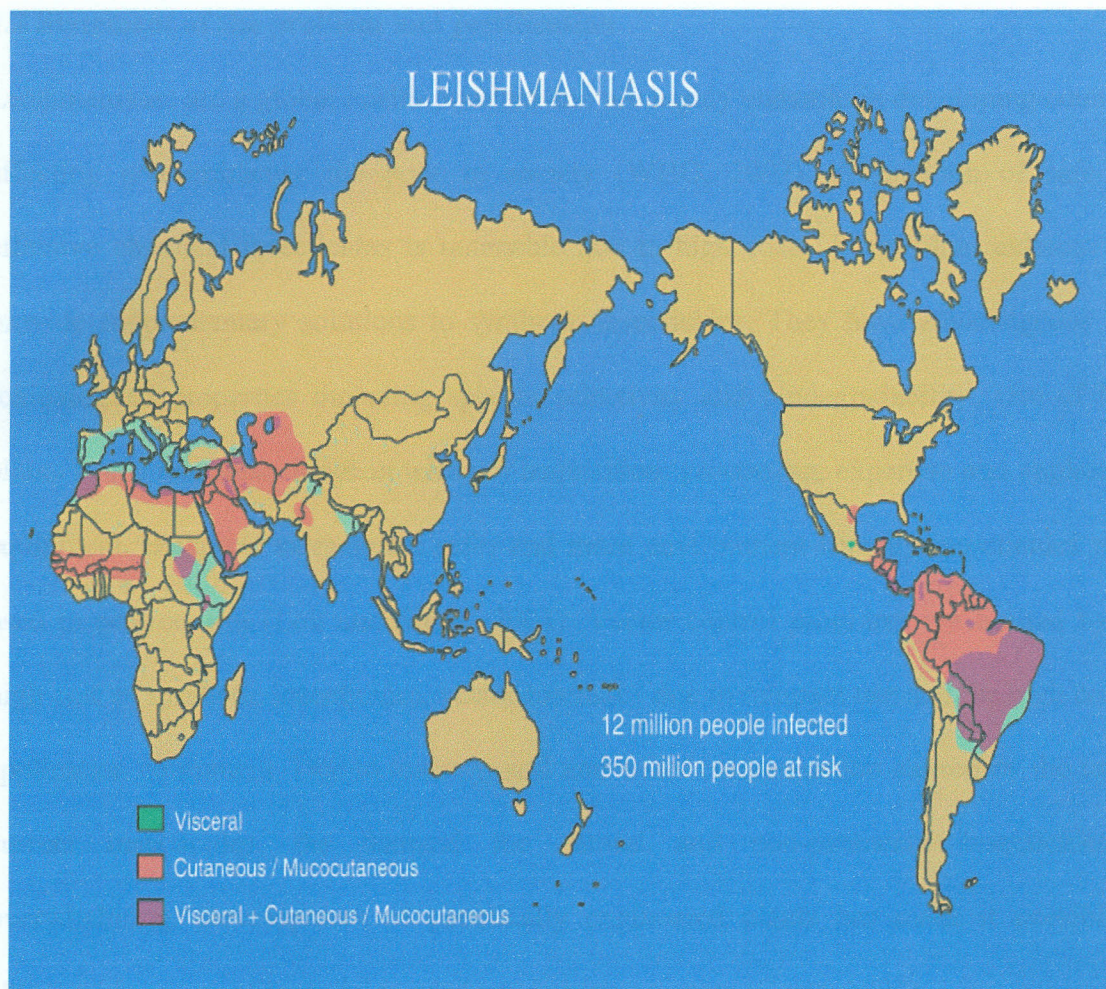 LEISHMANIASIS
12 million people infected
350 million people at risk
Visceral
Cutaneous / Mucocutaneous
Visceral + Cutaneous / Mucocutaneous